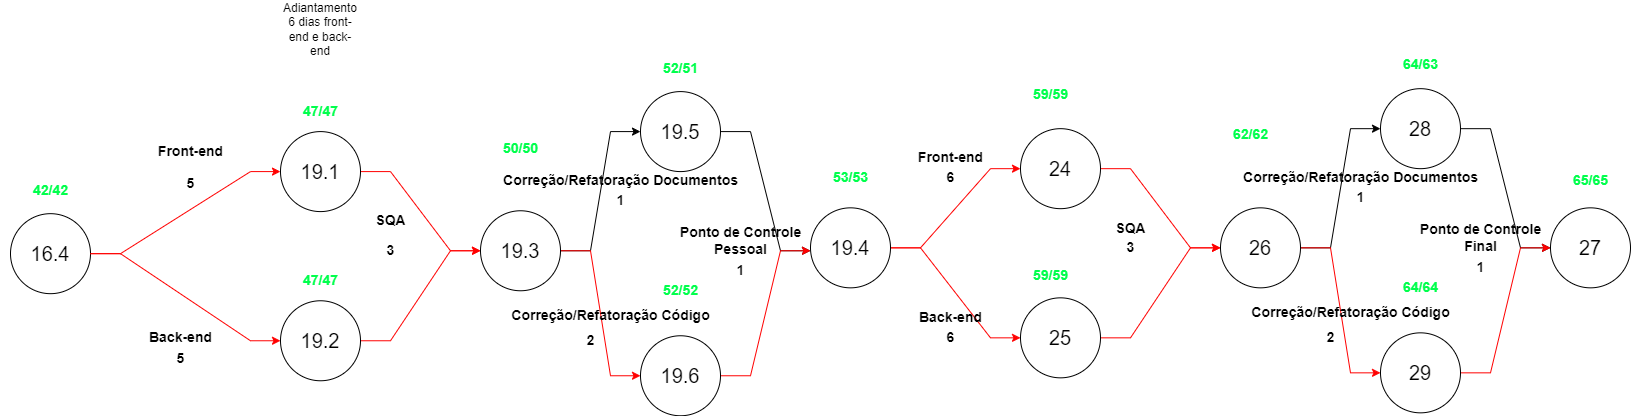 Adiantamento
6 dias front-
end e back-
end
42/42
16.4
Front-end
5
Back-end
5
47/47
19.1
47/47
19.2
SQA
3
50/50
19.3
52/51
19.5
Correção/Refatoração Documentos
1
52/52
Correção/Refatoração Código
2
19.6
Ponto de Controle
Pessoal
1
53/53
19.4
Front-end
6
Back-end
6
59/59
24
59/59
25
SQA
3
62/62
26
64/63
28
Correção/Refatoração Documentos
1
64/64
Correção/Refatoração Código
2
29
Ponto de Controle
Final
1
65/65
27